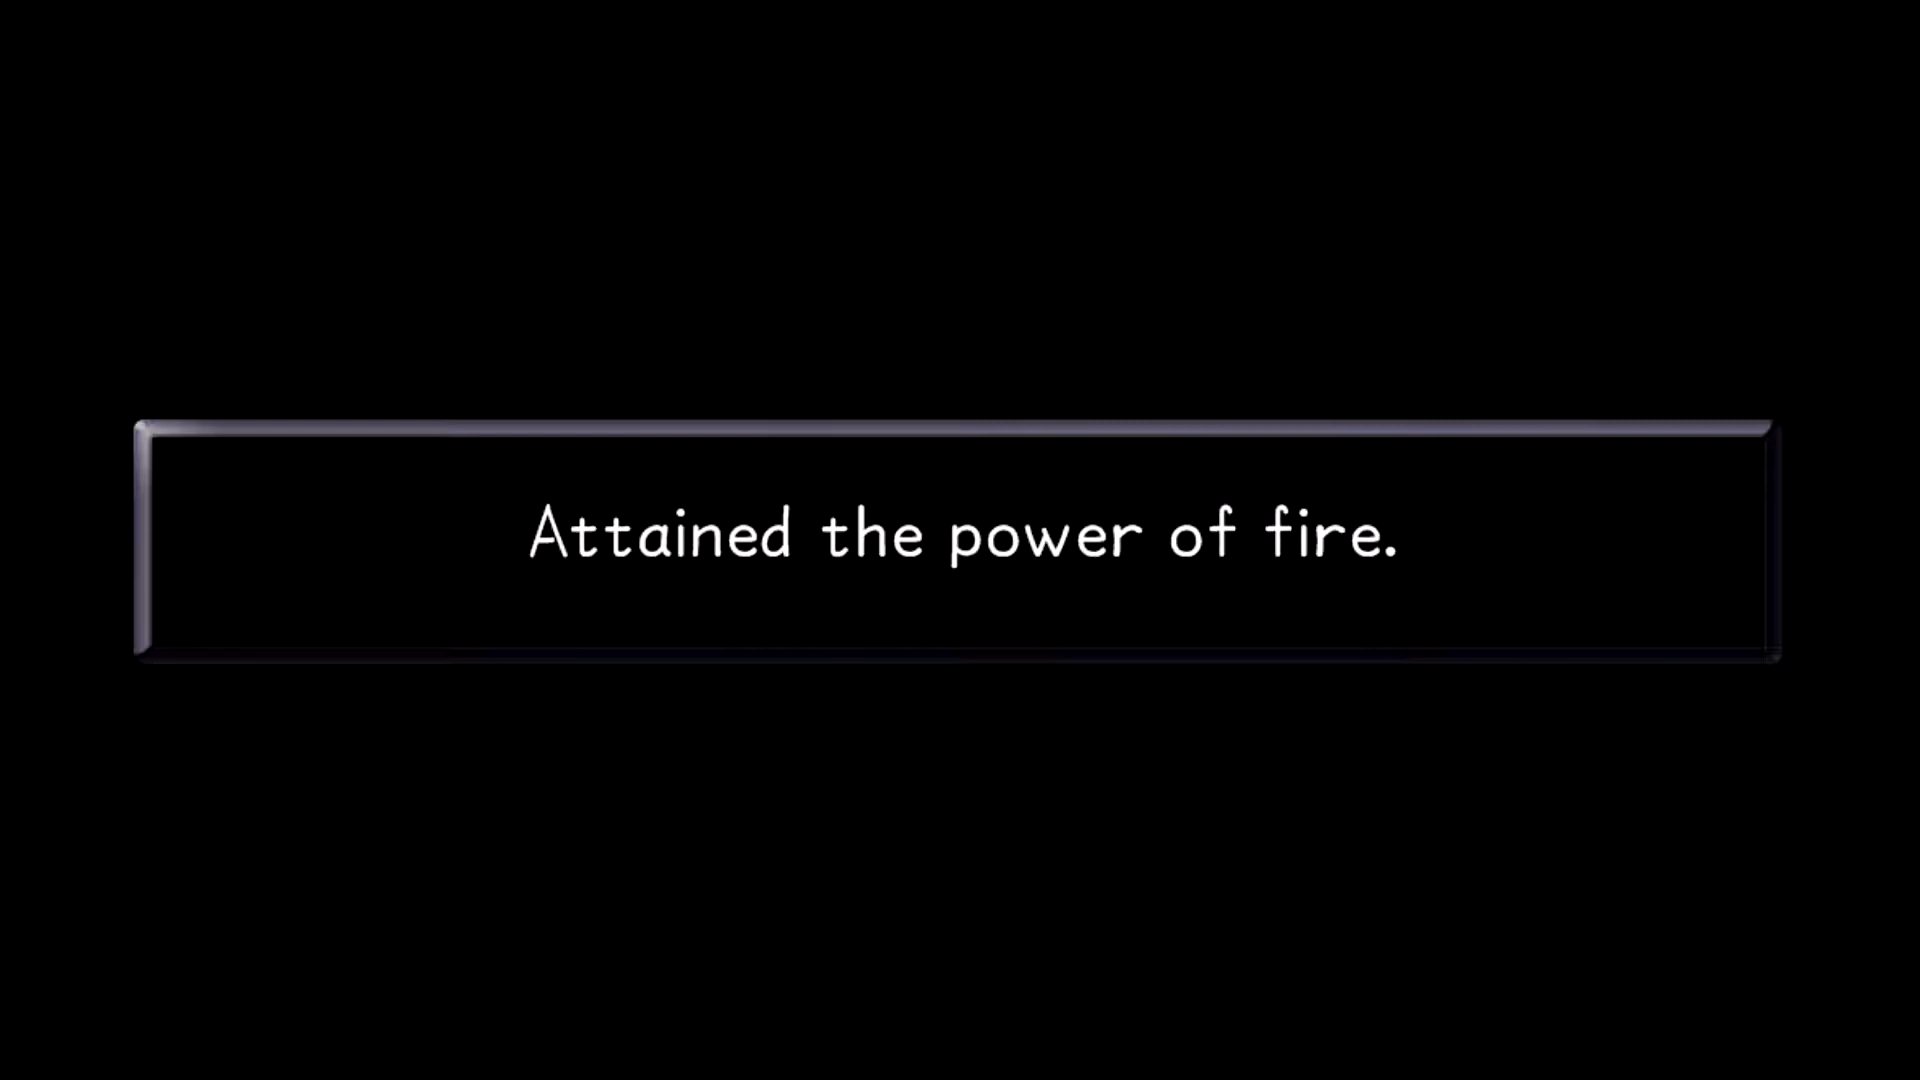 Attained the power of fire.